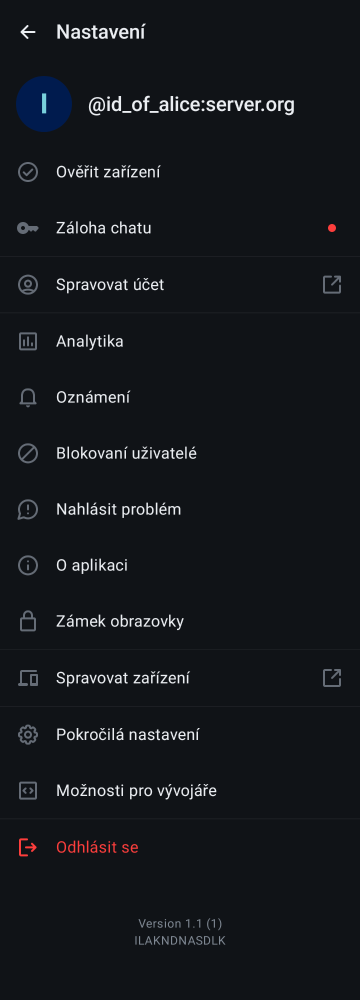 Nastavení
I
@id_of_alice:server.org
Ověřit zařízení
Záloha chatu
Spravovat účet
Analytika
Oznámení
Blokovaní uživatelé
Nahlásit problém
O aplikaci
Zámek obrazovky
Spravovat zařízení
Pokročilá nastavení
Možnosti pro vývojáře
Odhlásit se
Version 1.1 (1)
ILAKNDNASDLK